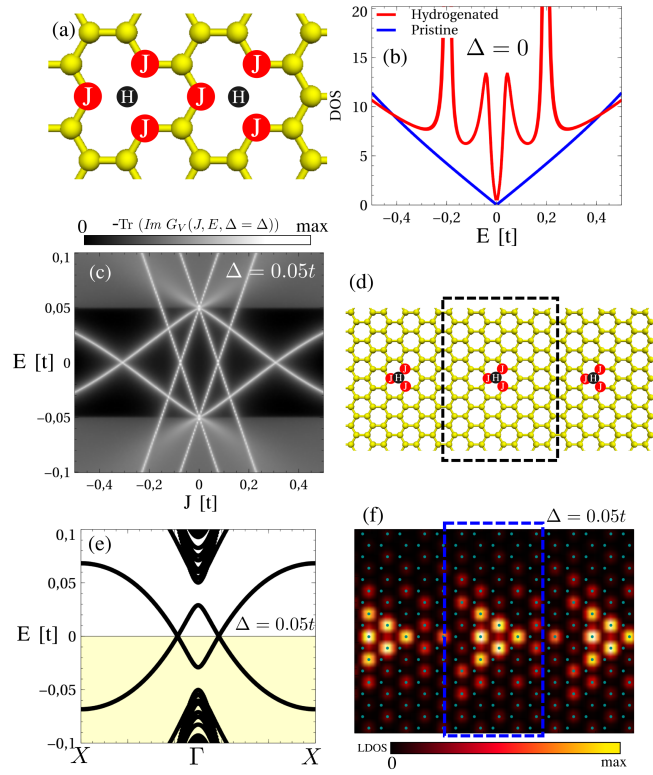 (a)
J
J
J
H
J
H
J
J
J
Hydrogenated
Pristine
(b)
Δ = 0
DOS
20
15
10
5
0
-0,4
-0,2
0
0,2
0,4
E [t]
0
-Tr (Im G_V(J, E, Δ = Δ))
max
(c)
Δ = 0.05t
E [t]
0,1
0,05
0
-0,05
-0,1
-0,4
-0,2
0
0,2
0,4
J [t]
(d)
J
J
H
J
J
J
H
J
J
J
H
J
(e)
Δ = 0.05t
E [t]
0,1
0,05
0
-0,05
-0,1
X
Γ
X
(f)
Δ = 0.05t
LDOS
0
max